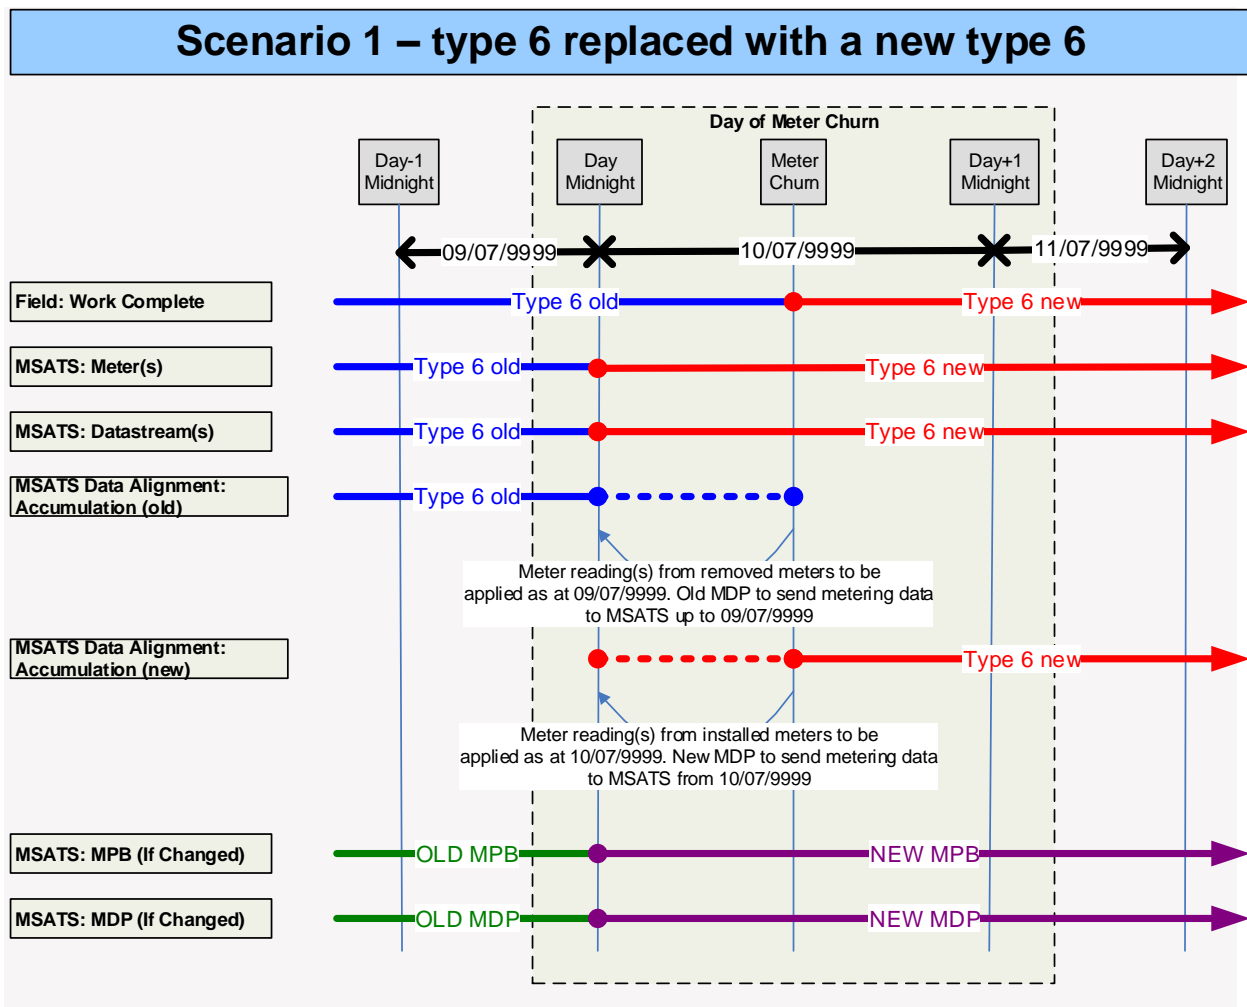 Scenario 1 – type 6 replaced with a new type 6
Day of Meter Churn
Day-1
Midnight
Day
Midnight
Meter
Churn
Day+1
Midnight
Day+2
Midnight
09/07/9999
10/07/9999
11/07/9999
Field: Work Complete
Type 6 old
Type 6 new
MSATS: Meter(s)
Type 6 old
Type 6 new
MSATS: Datastream(s)
Type 6 old
Type 6 new
MSATS Data Alignment:
Accumulation (old)
Type 6 old
Meter reading(s) from removed meters to be
applied as at 09/07/9999. Old MDP to send metering data
to MSATS up to 09/07/9999
MSATS Data Alignment:
Accumulation (new)
Type 6 new
Meter reading(s) from installed meters to be
applied as at 10/07/9999. New MDP to send metering data
to MSATS from 10/07/9999
MSATS: MPB (If Changed)
OLD MPB
NEW MPB
MSATS: MDP (If Changed)
OLD MDP
NEW MDP